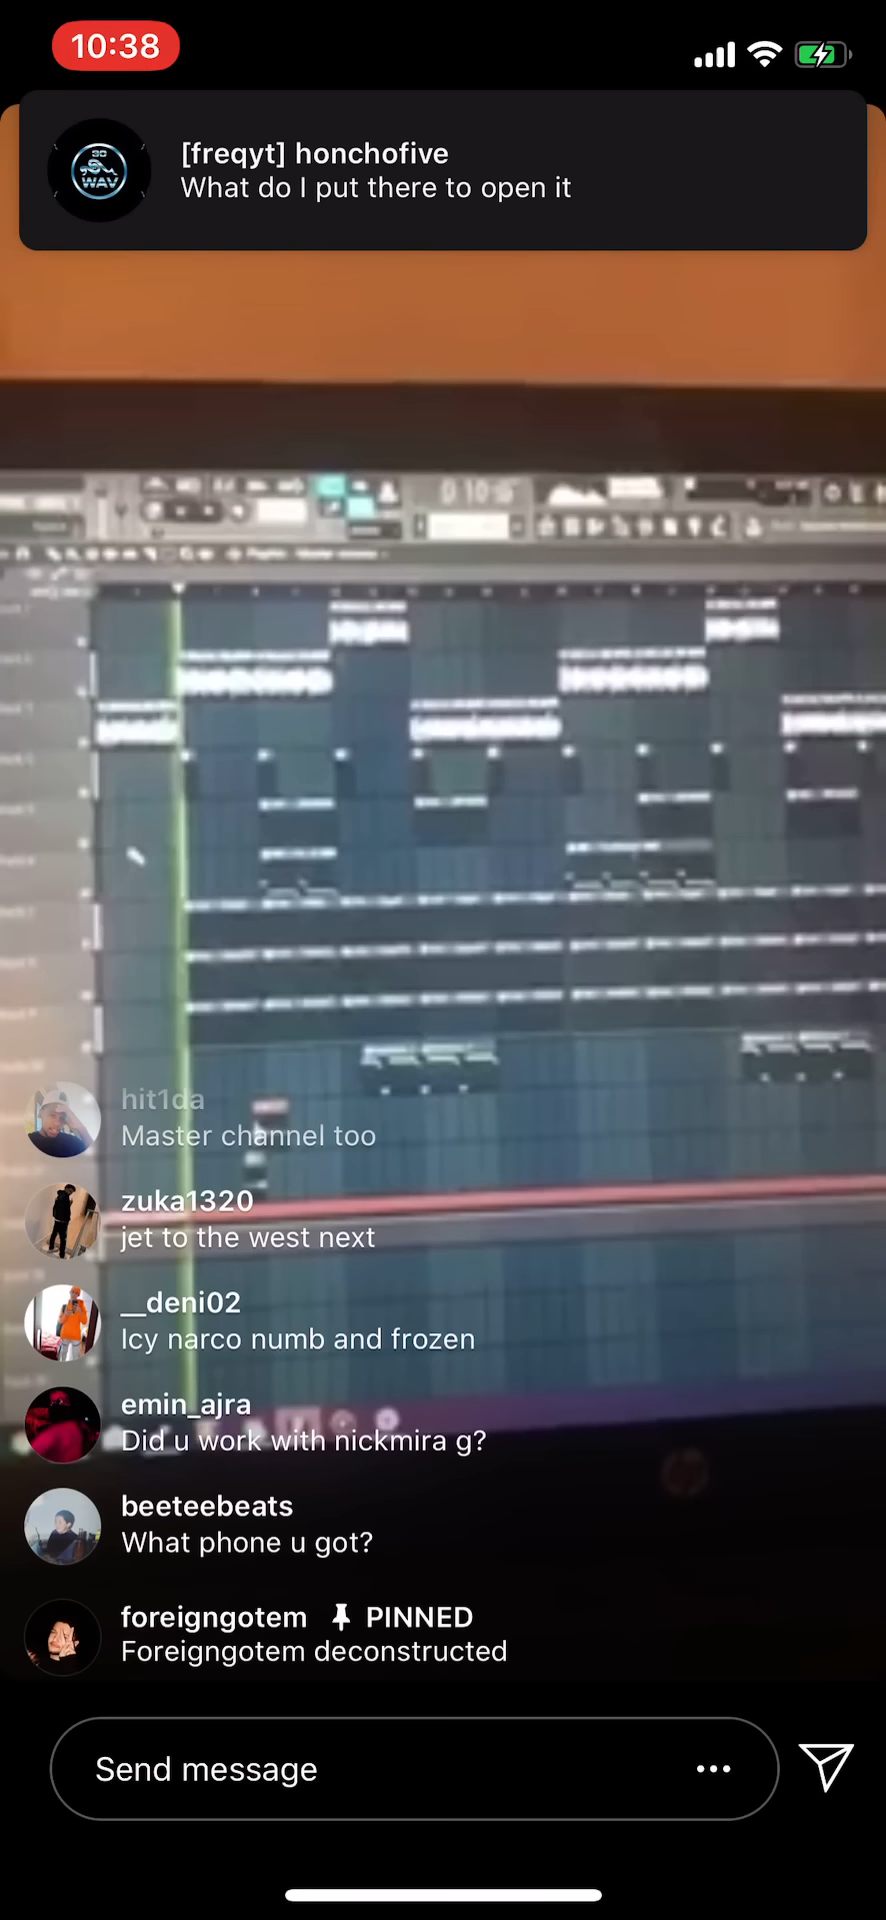 10:38
[freqyt] honchofive
What do I put there to open it
3D
WAV
hit1da
Master channel too
zuka1320
jet to the west next
__deni02
Icy narco numb and frozen
emin_ajra
Did u work with nickmira g?
beeteebeats
What phone u got?
foreigngotem PINNED
Foreigngotem deconstructed
Send message